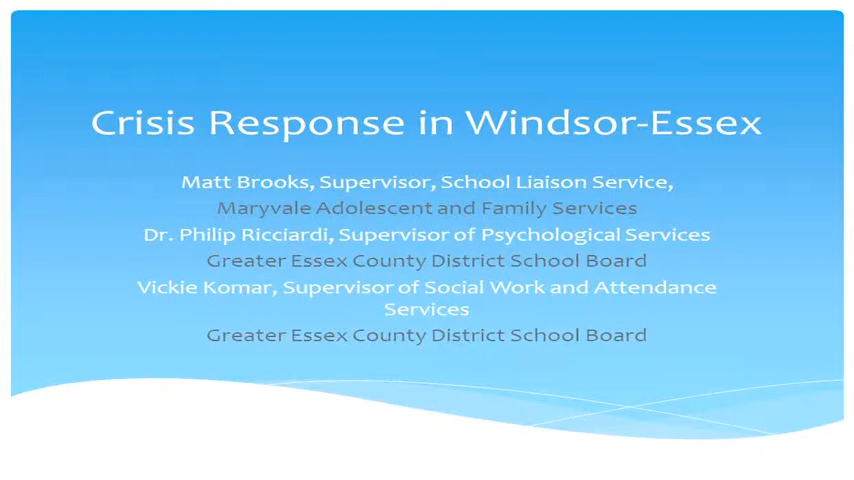 Crisis Response in Windsor-Essex
Matt Brooks, Supervisor, School Liaison Service,
Maryvale Adolescent and Family Services
Dr. Philip Ricciardi, Supervisor of Psychological Services
Greater Essex County District School Board
Vickie Komar, Supervisor of Social Work and Attendance
Services
Greater Essex County District School Board